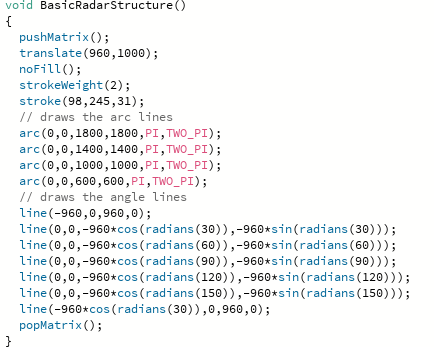 void BasicRadarStructure()
{
  pushMatrix();
  translate(960,1000);
  noFill();
  strokeWeight(2);
  stroke(98,245,31);
  // draws the arc lines
  arc(0,0,1800,1800,PI,TWO_PI);
  arc(0,0,1400,1400,PI,TWO_PI);
  arc(0,0,1000,1000,PI,TWO_PI);
  arc(0,0,600,600,PI,TWO_PI);
  // draws the angle lines
  line(-960,0,960,0);
  line(0,0,-960*cos(radians(30)),-960*sin(radians(30)));
  line(0,0,-960*cos(radians(60)),-960*sin(radians(60)));
  line(0,0,-960*cos(radians(90)),-960*sin(radians(90)));
  line(0,0,-960*cos(radians(120)),-960*sin(radians(120)));
  line(0,0,-960*cos(radians(150)),-960*sin(radians(150)));
  line(-960*cos(radians(30)),0,960,0);
  popMatrix();
}